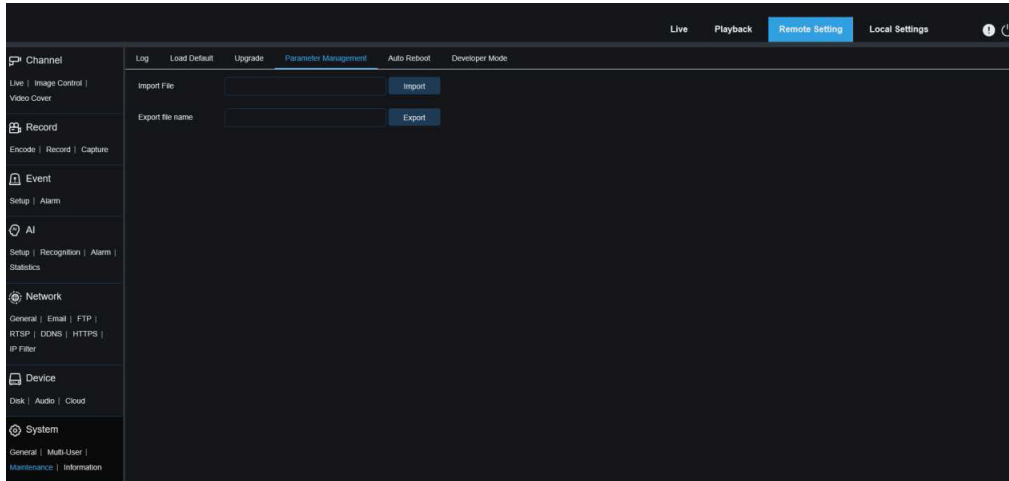 Live Playback Remote Setting Local Settings
Channel
Live | Image Control |
Video Cover
Record
Encode | Record | Capture
Event
Setup | Alarm
AI
Setup | Recognition | Alarm |
Statistics
Network
General | Email | FTP |
RTSP | DDNS | HTTPS |
IP Filter
Device
Disk | Audio | Cloud
System
General | Multi-User |
Maintenance | Information
Log Load Default Upgrade Parameter Management Auto Reboot Developer Mode
Import File Import
Export file name Export